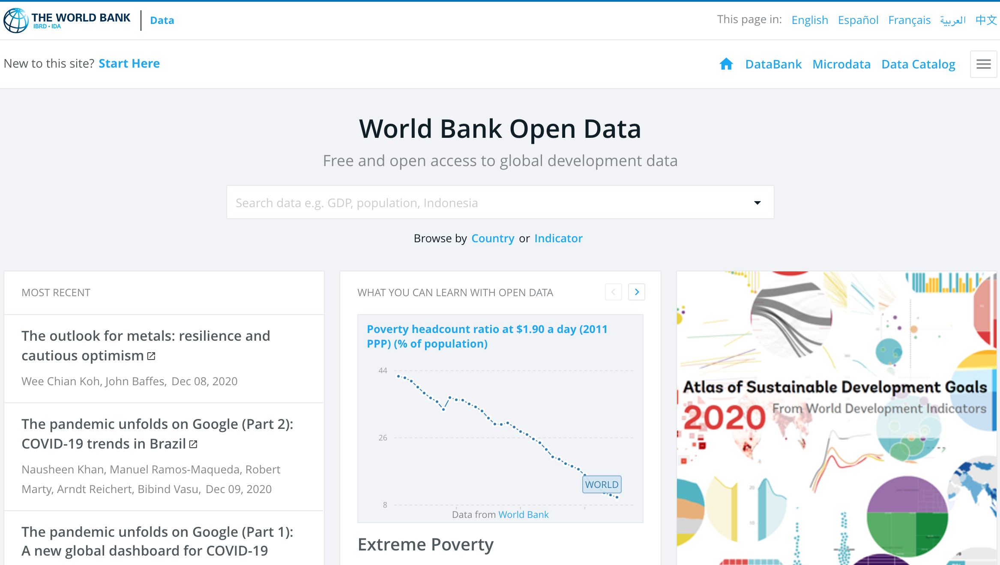 THE WORLD BANK
IBRD • IDA
Data
This page in: English Español Français العربية 中文
New to this site? Start Here
DataBank Microdata Data Catalog
World Bank Open Data
Free and open access to global development data
Search data e.g. GDP, population, Indonesia
Browse by Country or Indicator
MOST RECENT
The outlook for metals: resilience and
cautious optimism
Wee Chian Koh, John Baffes, Dec 08, 2020
The pandemic unfolds on Google (Part 2):
COVID-19 trends in Brazil
Nausheen Khan, Manuel Ramos-Maqueda, Robert
Marty, Arndt Reichert, Bibind Vasu, Dec 09, 2020
The pandemic unfolds on Google (Part 1):
A new global dashboard for COVID-19
WHAT YOU CAN LEARN WITH OPEN DATA
Poverty headcount ratio at $1.90 a day (2011
PPP) (% of population)
44
26
8
WORLD
Data from World Bank
Extreme Poverty
Atlas of Sustainable Development Goals
2020 From World Development Indicators
20
10